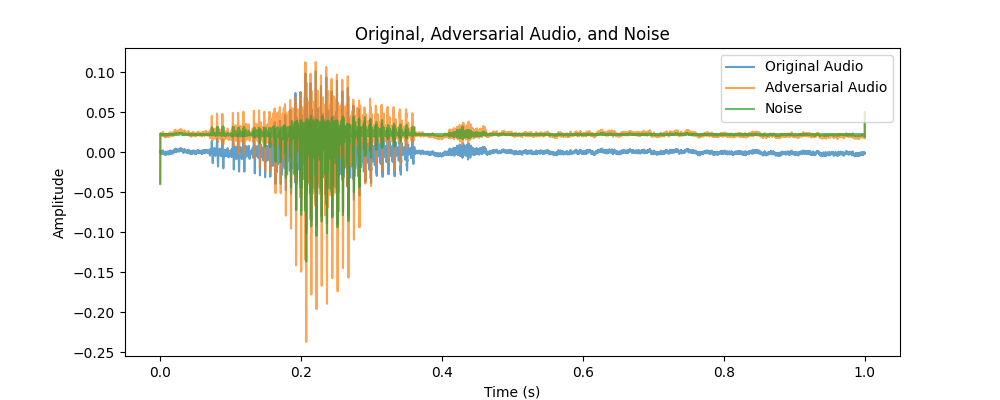 Original, Adversarial Audio, and Noise
Original Audio
Adversarial Audio
Noise
0.10
0.05
0.00
−0.05
−0.10
−0.15
−0.20
−0.25
Amplitude
0.0 0.2 0.4 0.6 0.8 1.0
Time (s)